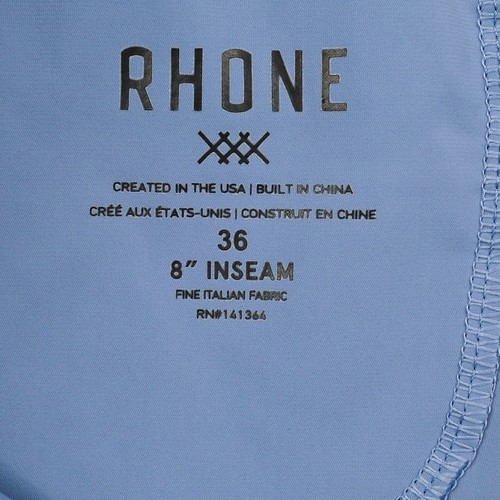 RHONE
CREATED IN THE USA | BUILT IN CHINA
CRÉÉ AUX ÉTATS-UNIS | CONSTRUIT EN CHINE
36
8" INSEAM
FINE ITALIAN FABRIC
RN#141364